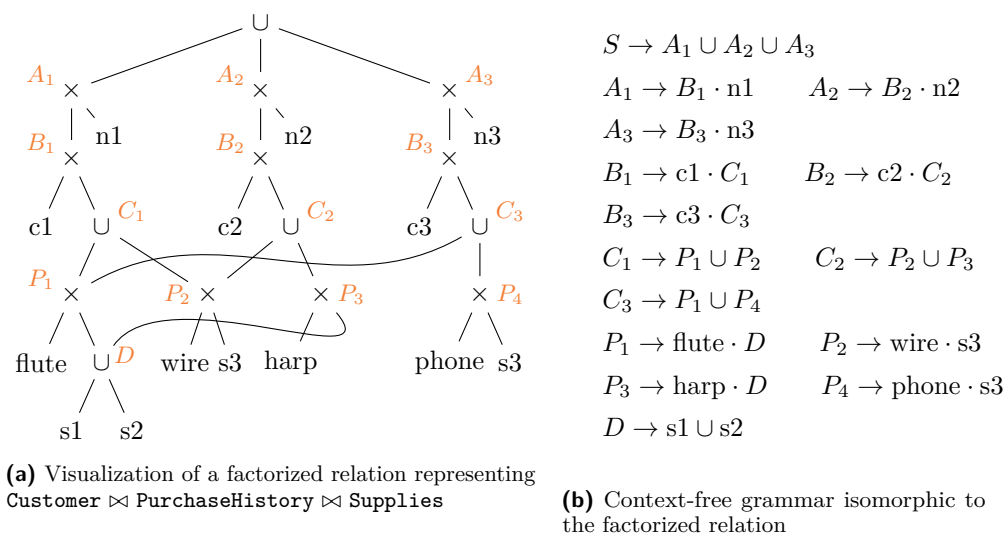 ∪
A₁ × A₂ × A₃ ×
n1 n2 n3
B₁ × B₂ × B₃ ×
c1 ∪ C₁ c2 ∪ C₂ c3 ∪ C₃
P₁ × P₂ × × P₃ × P₄
flute ∪ D wire s3 harp phone s3
s1 s2
(a) Visualization of a factorized relation representing
Customer ⋈ PurchaseHistory ⋈ Supplies
S → A₁ ∪ A₂ ∪ A₃
A₁ → B₁ · n1 A₂ → B₂ · n2
A₃ → B₃ · n3
B₁ → c1 · C₁ B₂ → c2 · C₂
B₃ → c3 · C₃
C₁ → P₁ ∪ P₂ C₂ → P₂ ∪ P₃
C₃ → P₁ ∪ P₄
P₁ → flute · D P₂ → wire · s3
P₃ → harp · D P₄ → phone · s3
D → s1 ∪ s2
(b) Context-free grammar isomorphic to
the factorized relation